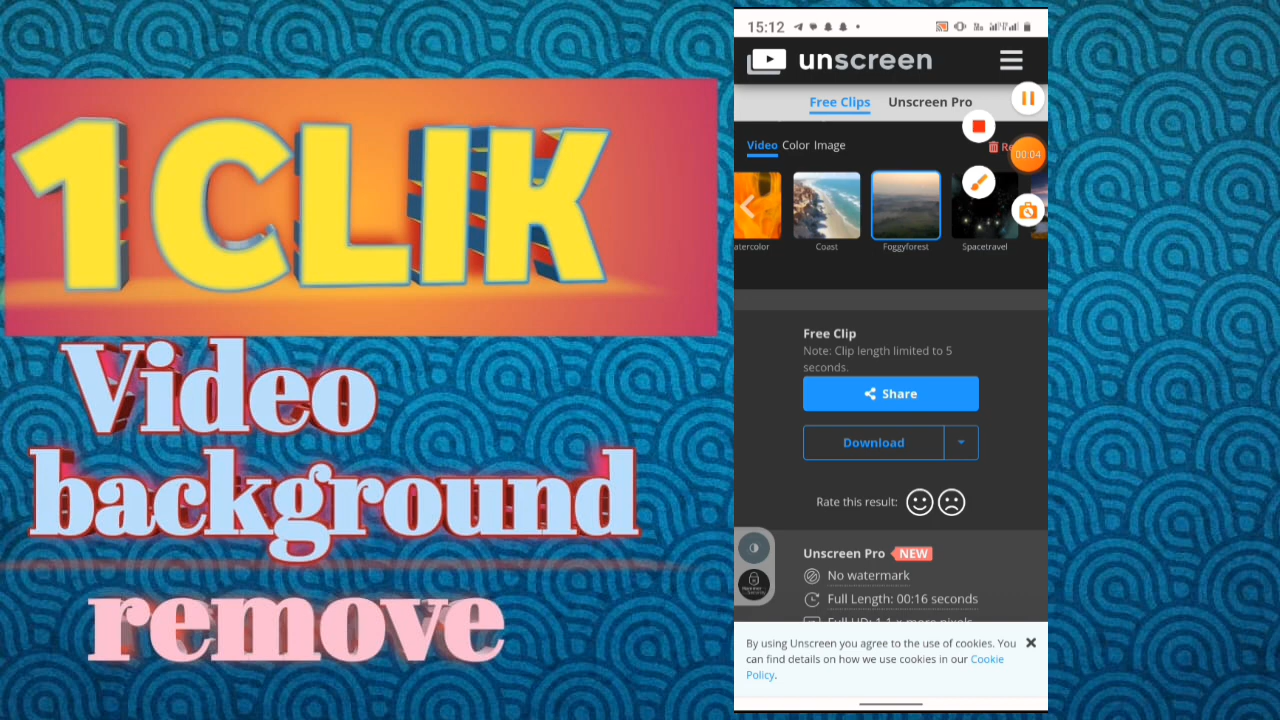 1CLIK
Video
background
remove
15:12
unscreen
Free Clips Unscreen Pro
Video Color Image
Re
00:04
atercolor Coast Foggyforest Spacetravel
Free Clip
Note: Clip length limited to 5
seconds.
Share
Download
Rate this result:
Unscreen Pro NEW
No watermark
Full Length: 00:16 seconds
By using Unscreen you agree to the use of cookies. You
can find details on how we use cookies in our Cookie
Policy.